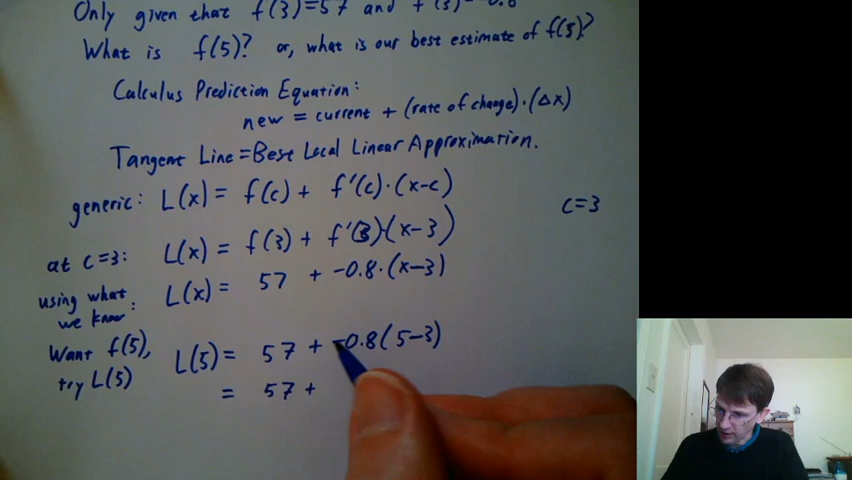 Only given that f(3)=57 and f'(3)=-0.8
What is f(5)? or, what is our best estimate of f(5)?
Calculus Prediction Equation:
new = current + (rate of change)·(Δx)
Tangent Line = Best Local Linear Approximation.
generic: L(x) = f(c) + f'(c)·(x-c)
c=3
at c=3: L(x) = f(3) + f'(3)·(x-3)
using what we know: L(x) = 57 + -0.8·(x-3)
Want f(5), try L(5) L(5) = 57 + -0.8(5-3)
= 57 +